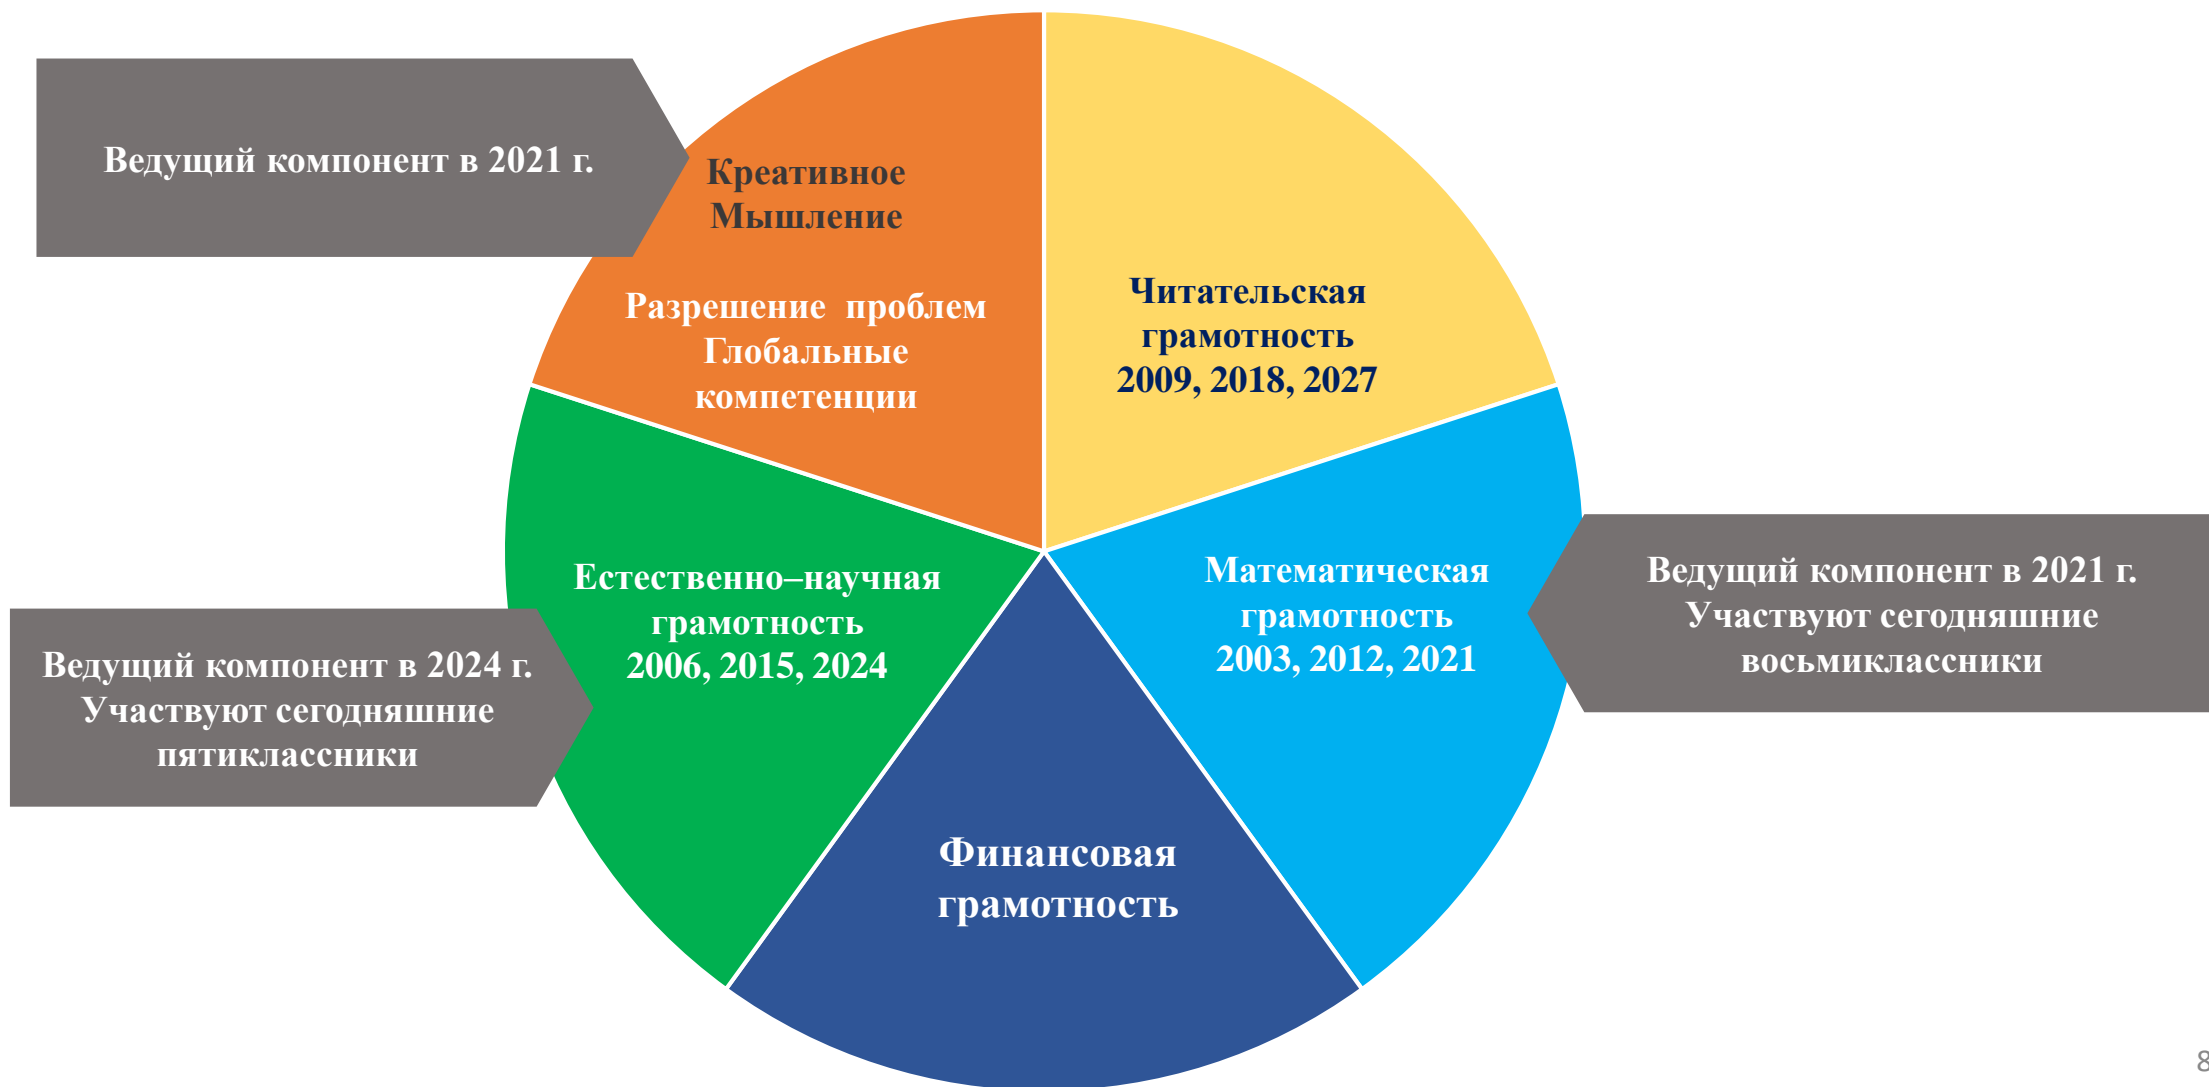 Ведущий компонент в 2021 г.
Креативное
Мышление
Разрешение проблем
Глобальные
компетенции
Читательская
грамотность
2009, 2018, 2027
Естественно–научная
грамотность
2006, 2015, 2024
Математическая
грамотность
2003, 2012, 2021
Ведущий компонент в 2021 г.
Участвуют сегодняшние
восьмиклассники
Ведущий компонент в 2024 г.
Участвуют сегодняшние
пятиклассники
Финансовая
грамотность
8